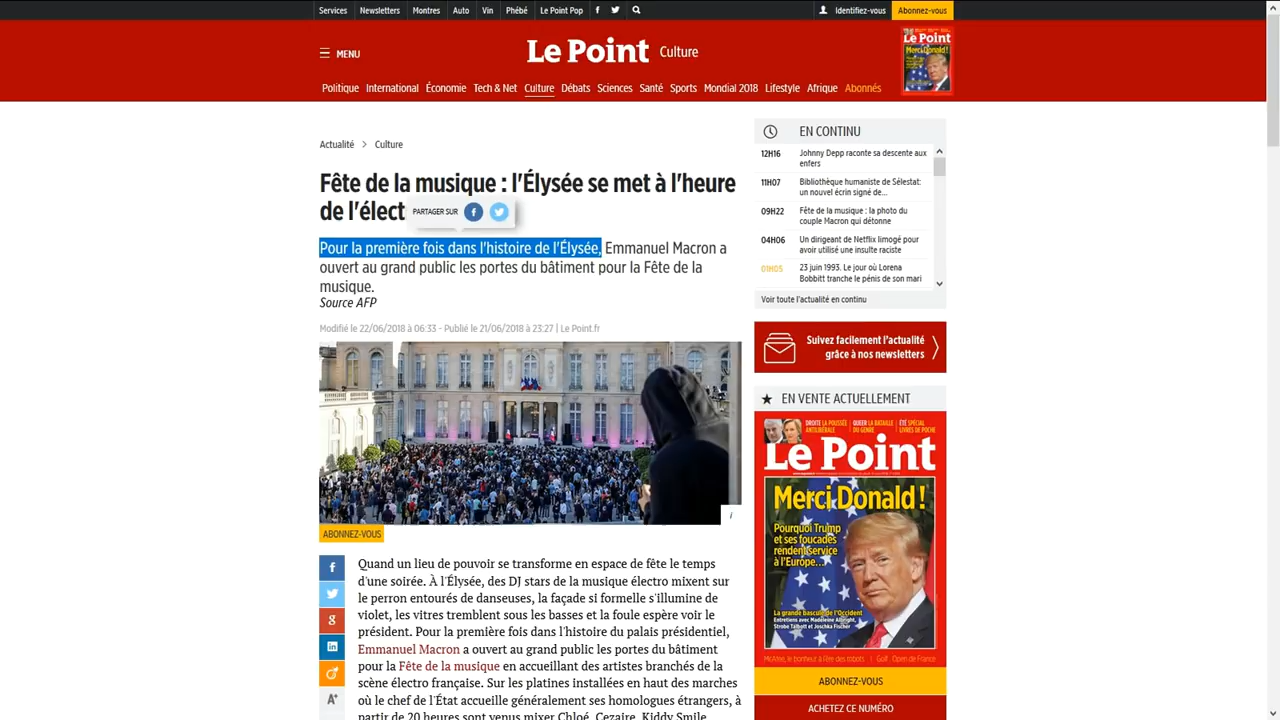 Services Newsletters Montres Auto Vin Phébé Le Point Pop Identifiez-vous Abonnez-vous
MENU
Le Point Culture
Le Point
Merci Donald !
Politique International Économie Tech & Net Culture Débats Sciences Santé Sports Mondial 2018 Lifestyle Afrique Abonnés
Actualité > Culture
Fête de la musique : l'Élysée se met à l'heure
de l'élect
PARTAGER SUR
Pour la première fois dans l'histoire de l'Élysée, Emmanuel Macron a
ouvert au grand public les portes du bâtiment pour la Fête de la
musique.
Source AFP
Modifié le 22/06/2018 à 06:33 - Publié le 21/06/2018 à 23:27 | Le Point.fr
i
ABONNEZ-VOUS
Quand un lieu de pouvoir se transforme en espace de fête le temps
d'une soirée. À l'Élysée, des DJ stars de la musique électro mixent sur
le perron entourés de danseuses, la façade si formelle s'illumine de
violet, les vitres tremblent sous les basses et la foule espère voir le
président. Pour la première fois dans l'histoire du palais présidentiel,
Emmanuel Macron a ouvert au grand public les portes du bâtiment
pour la Fête de la musique en accueillant des artistes branchés de la
scène électro française. Sur les platines installées en haut des marches
où le chef de l'État accueille généralement ses homologues étrangers, à
partir de 20 heures sont venus mixer Chloé, Cezaire, Kiddy Smile,
A+
EN CONTINU
12H16 Johnny Depp raconte sa descente aux
enfers
11H07 Bibliothèque humaniste de Sélestat:
un nouvel écrin signé de...
09H22 Fête de la musique : la photo du
couple Macron qui détonne
04H06 Un dirigeant de Netflix limogé pour
avoir utilisé une insulte raciste
01H05 23 juin 1993. Le jour où Lorena
Bobbitt tranche le pénis de son mari
Voir toute l'actualité en continu
Suivez facilement l'actualité
grâce à nos newsletters
EN VENTE ACTUELLEMENT
DROITE LA POUSSÉE
ANTILIBÉRALE
QUEER LA BATAILLE
DU GENRE
ÉTÉ SPÉCIAL
LIVRES DE POCHE
Le Point
Merci Donald !
Pourquoi Trump
et ses foucades
rendent service
à l'Europe...
La grande bascule de l'Occident
Entretiens avec Madeleine Albright,
Strobe Talbott et Joschka Fischer
McAfee, le bonheur à l'ère des robots | Golf : Open de France
ABONNEZ-VOUS
ACHETEZ CE NUMÉRO